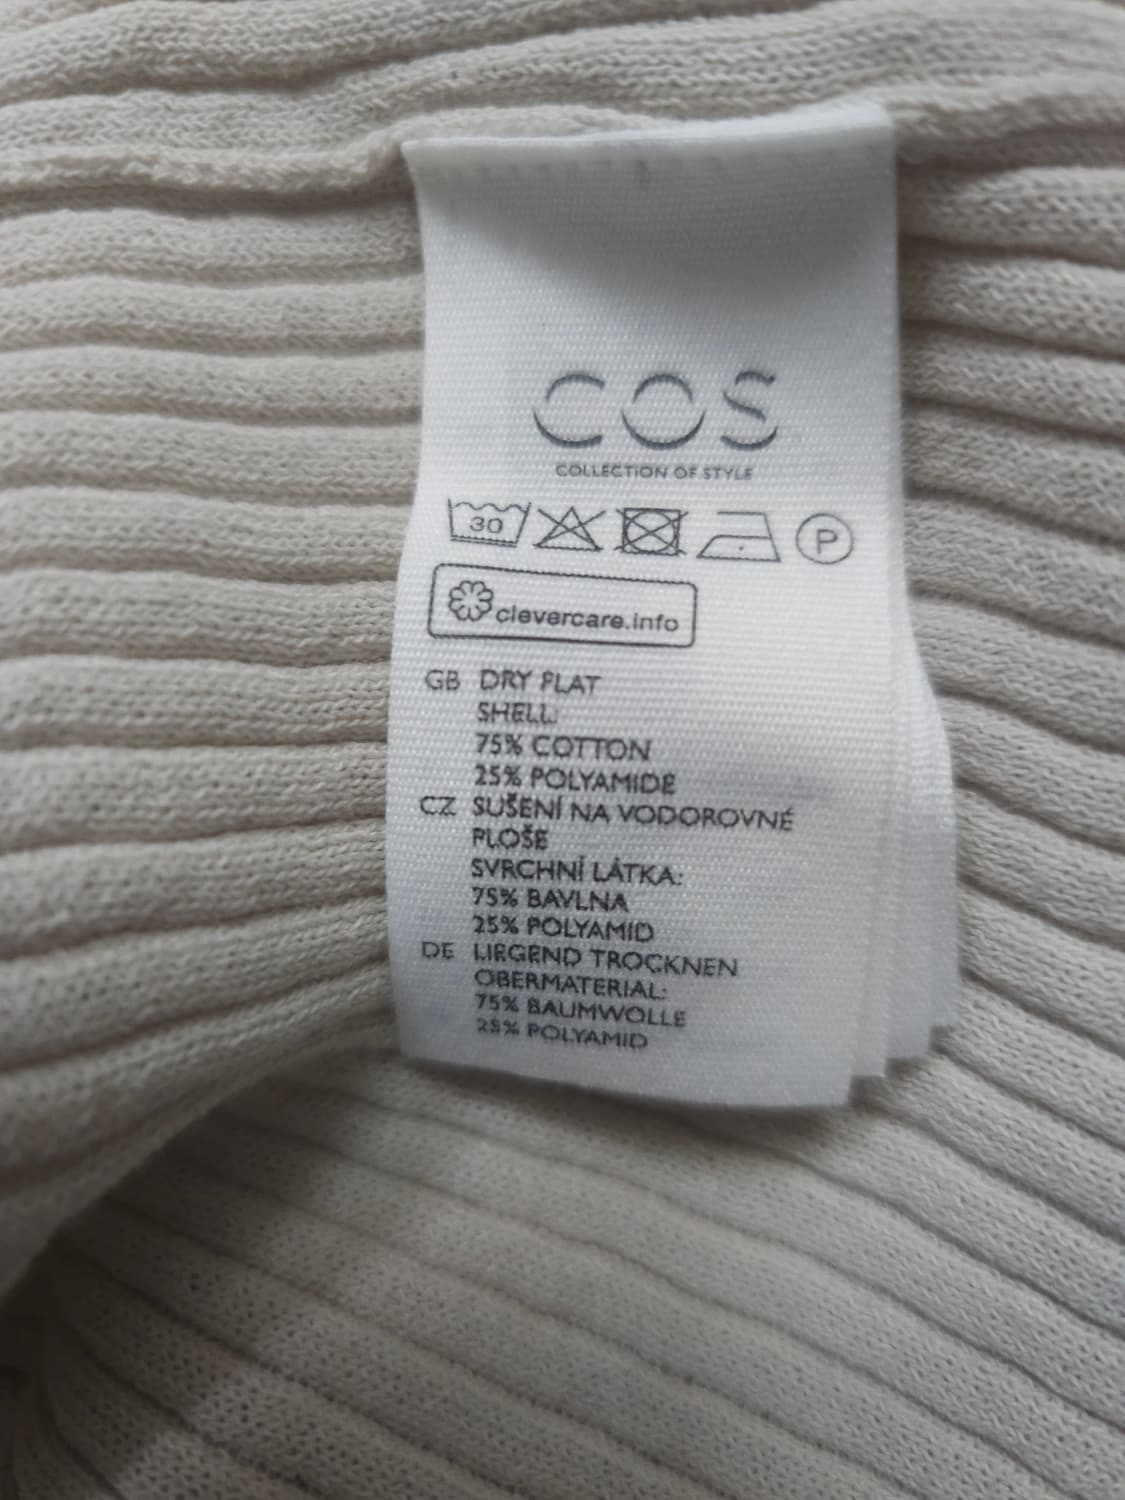 COS
COLLECTION OF STYLE
30 P
clevercare.info
GB DRY FLAT
SHELL:
75% COTTON
25% POLYAMIDE
CZ SUŠENÍ NA VODOROVNÉ
PLOŠE
SVRCHNÍ LÁTKA:
75% BAVLNA
25% POLYAMID
DE LIEGEND TROCKNEN
OBERMATERIAL:
75% BAUMWOLLE
25% POLYAMID